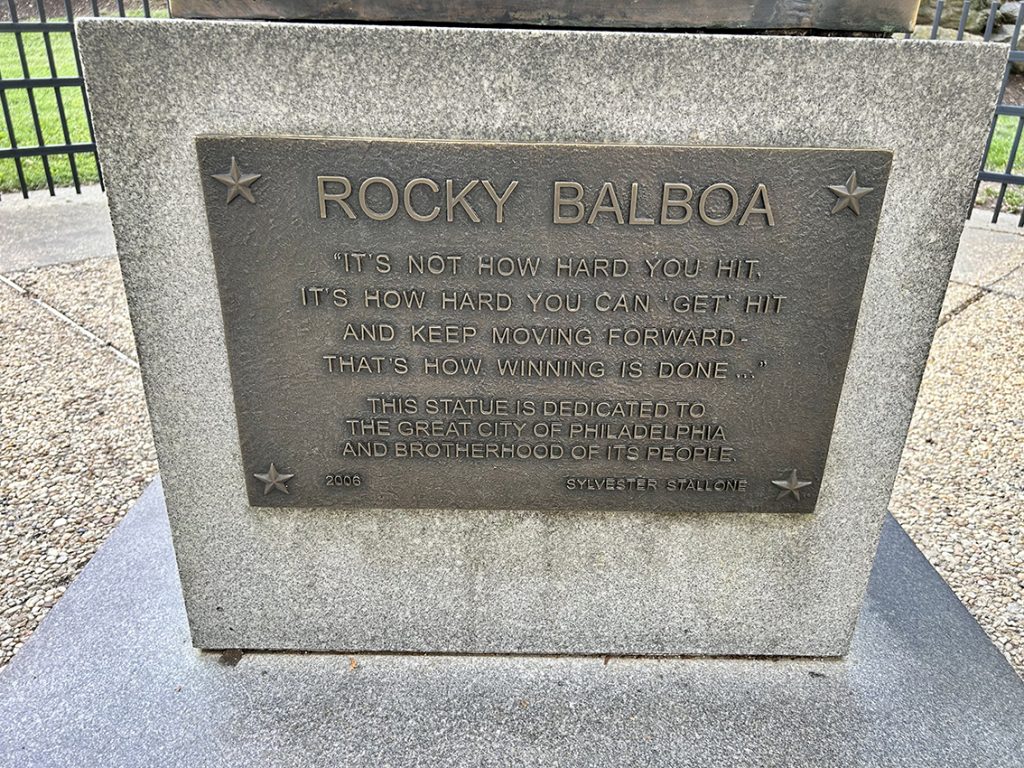 ROCKY BALBOA
"IT'S NOT HOW HARD YOU HIT,
IT'S HOW HARD YOU CAN 'GET' HIT
AND KEEP MOVING FORWARD-
THAT'S HOW WINNING IS DONE..."
THIS STATUE IS DEDICATED TO
THE GREAT CITY OF PHILADELPHIA
AND BROTHERHOOD OF ITS PEOPLE.
2006 SYLVESTER STALLONE